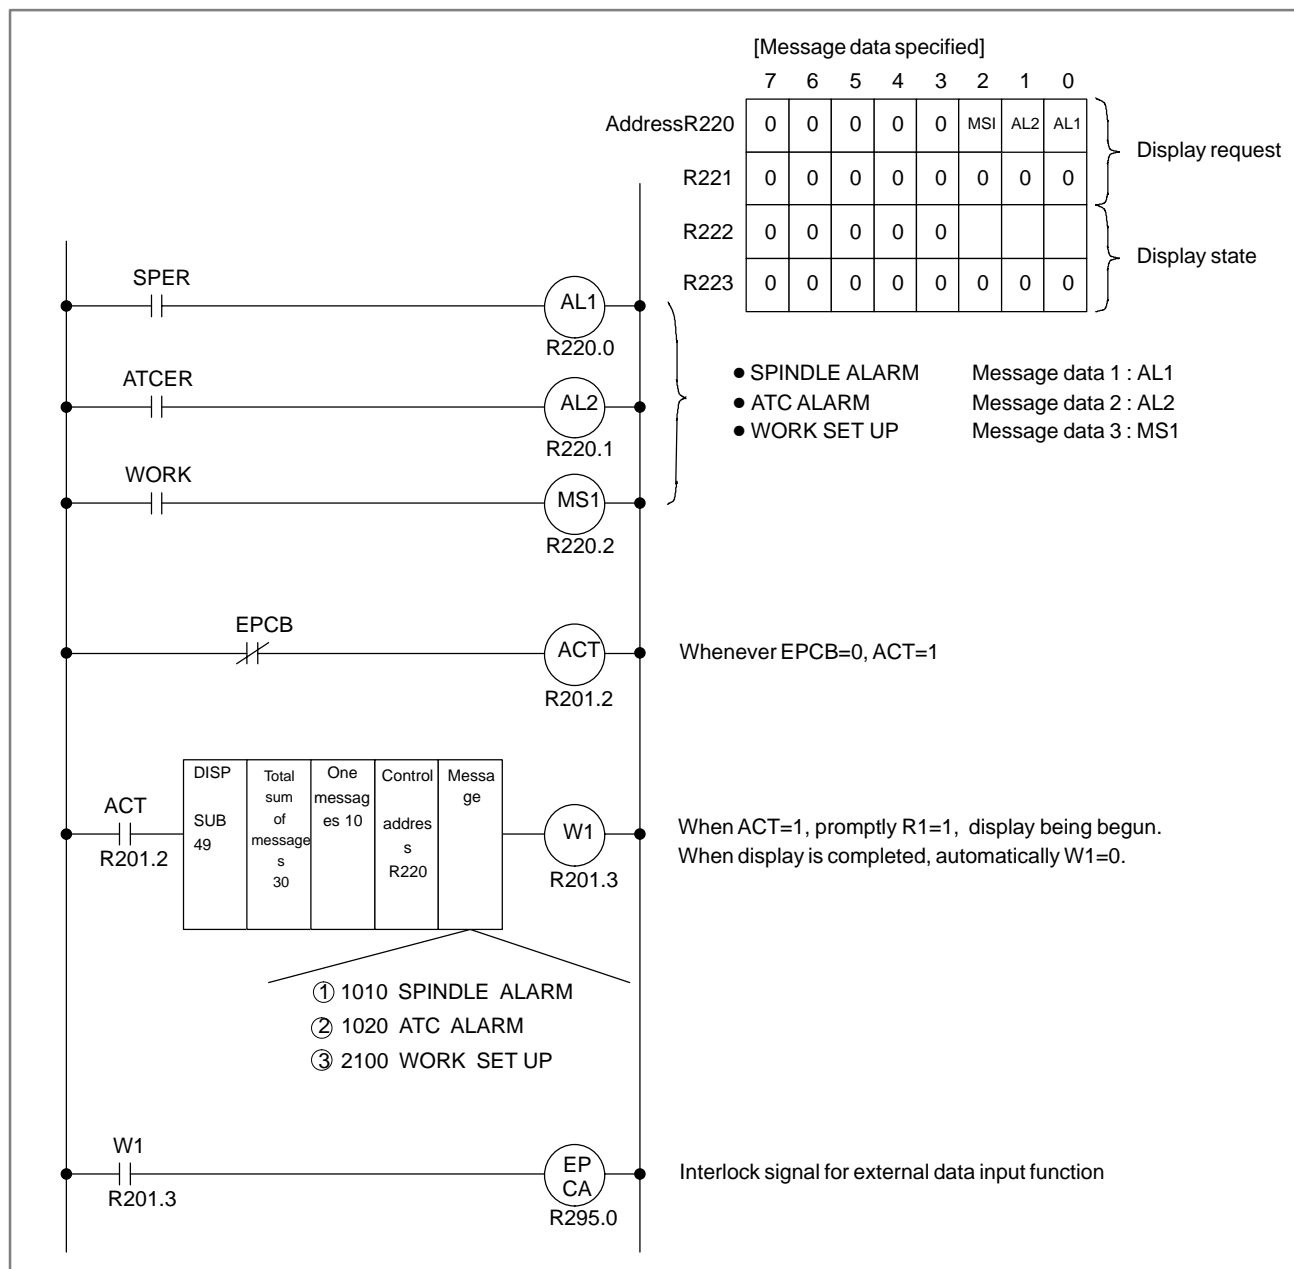 [Message data specified]
7 6 5 4 3 2 1 0
AddressR220 0 0 0 0 0 MSI AL2 AL1
Display request
R221 0 0 0 0 0 0 0 0
R222 0 0 0 0 0
Display state
R223 0 0 0 0 0 0 0 0
SPER
AL1
R220.0
ATCER
AL2
R220.1
WORK
MS1
R220.2
● SPINDLE ALARM Message data 1 : AL1
● ATC ALARM Message data 2 : AL2
● WORK SET UP Message data 3 : MS1
EPCB
ACT
R201.2
Whenever EPCB=0, ACT=1
ACT
R201.2
DISP
SUB
49
Total
sum
of
message
s
30
One
messag
es 10
Control
addres
s
R220
Messa
ge
W1
R201.3
When ACT=1, promptly R1=1, display being begun.
When display is completed, automatically W1=0.
① 1010 SPINDLE ALARM
② 1020 ATC ALARM
③ 2100 WORK SET UP
W1
R201.3
EP
CA
R295.0
Interlock signal for external data input function